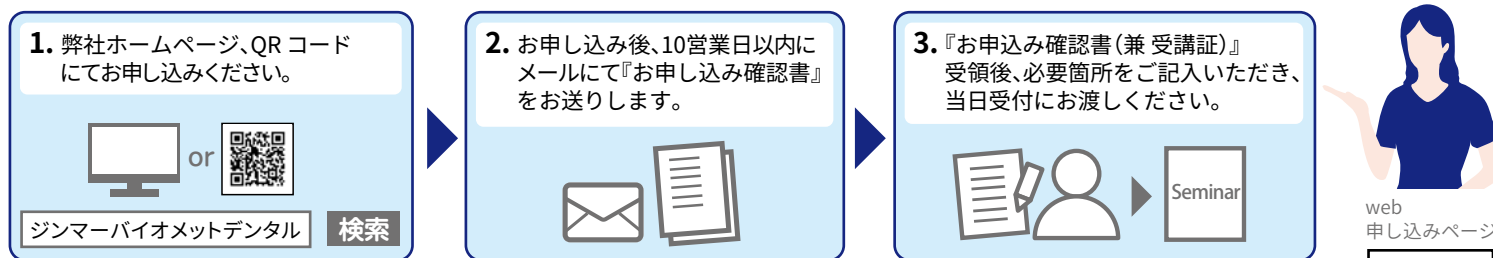 1. 弊社ホームページ、QR コード
にてお申し込みください。
or
ジンマーバイオメットデンタル 検索
2. お申し込み後、10営業日以内に
メールにて『お申し込み確認書』
をお送りします。
3. 『お申込み確認書（兼 受講証）』
受領後、必要箇所をご記入いただき、
当日受付にお渡しください。
Seminar
web
申し込みページ